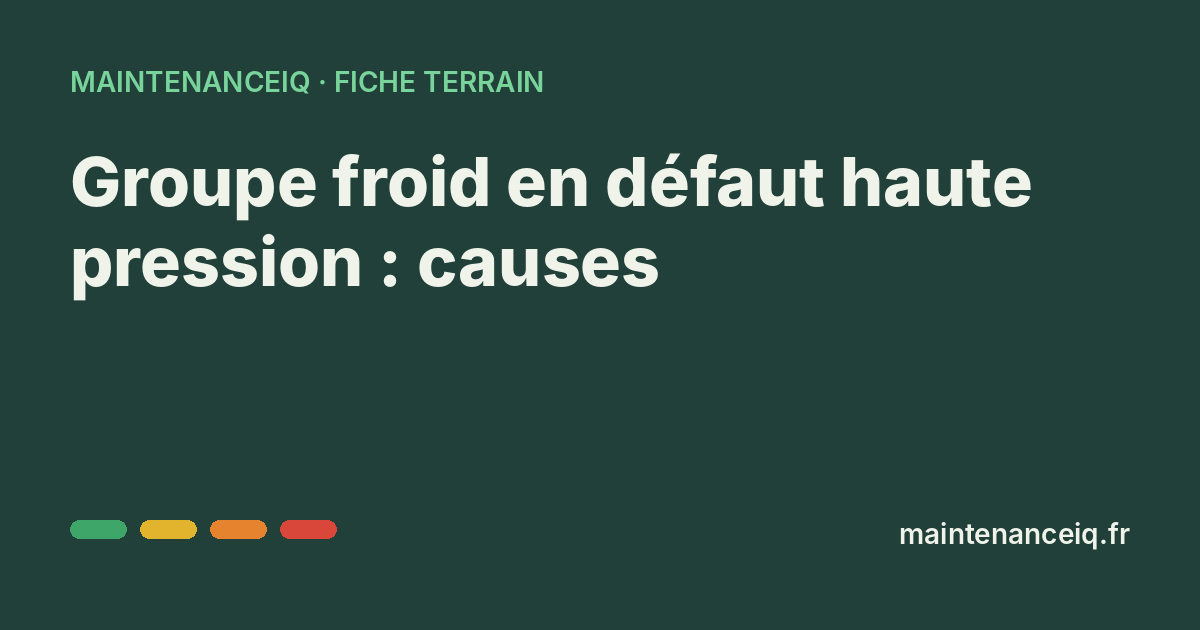 MAINTENANCEIQ · FICHE TERRAIN
Groupe froid en défaut haute
pression : causes
maintenanceiq.fr